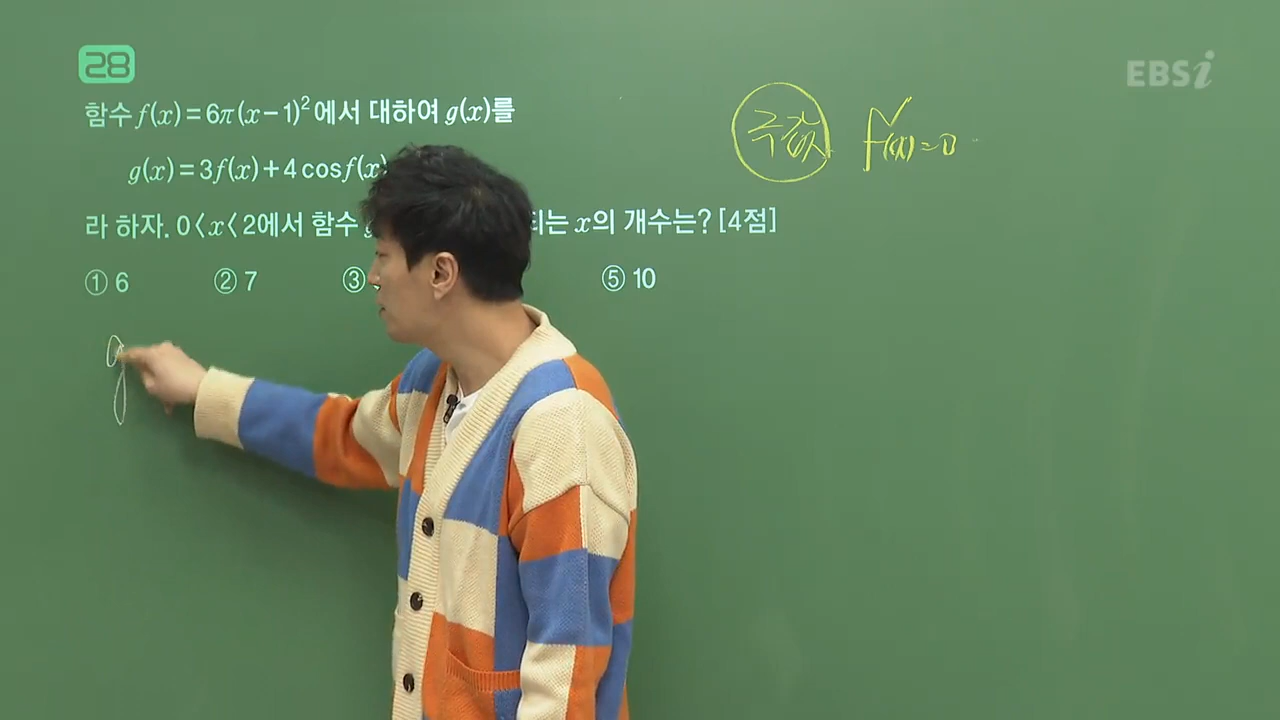 28
EBSi
함수 f(x)=6π(x-1)²에서 대하여 g(x)를
극값 f'(x)=0
g(x)=3f(x)+4cosf(x)
라 하자. 0<x<2에서 함수 되는 x의 개수는? [4점]
① 6 ② 7 ③ ⑤ 10